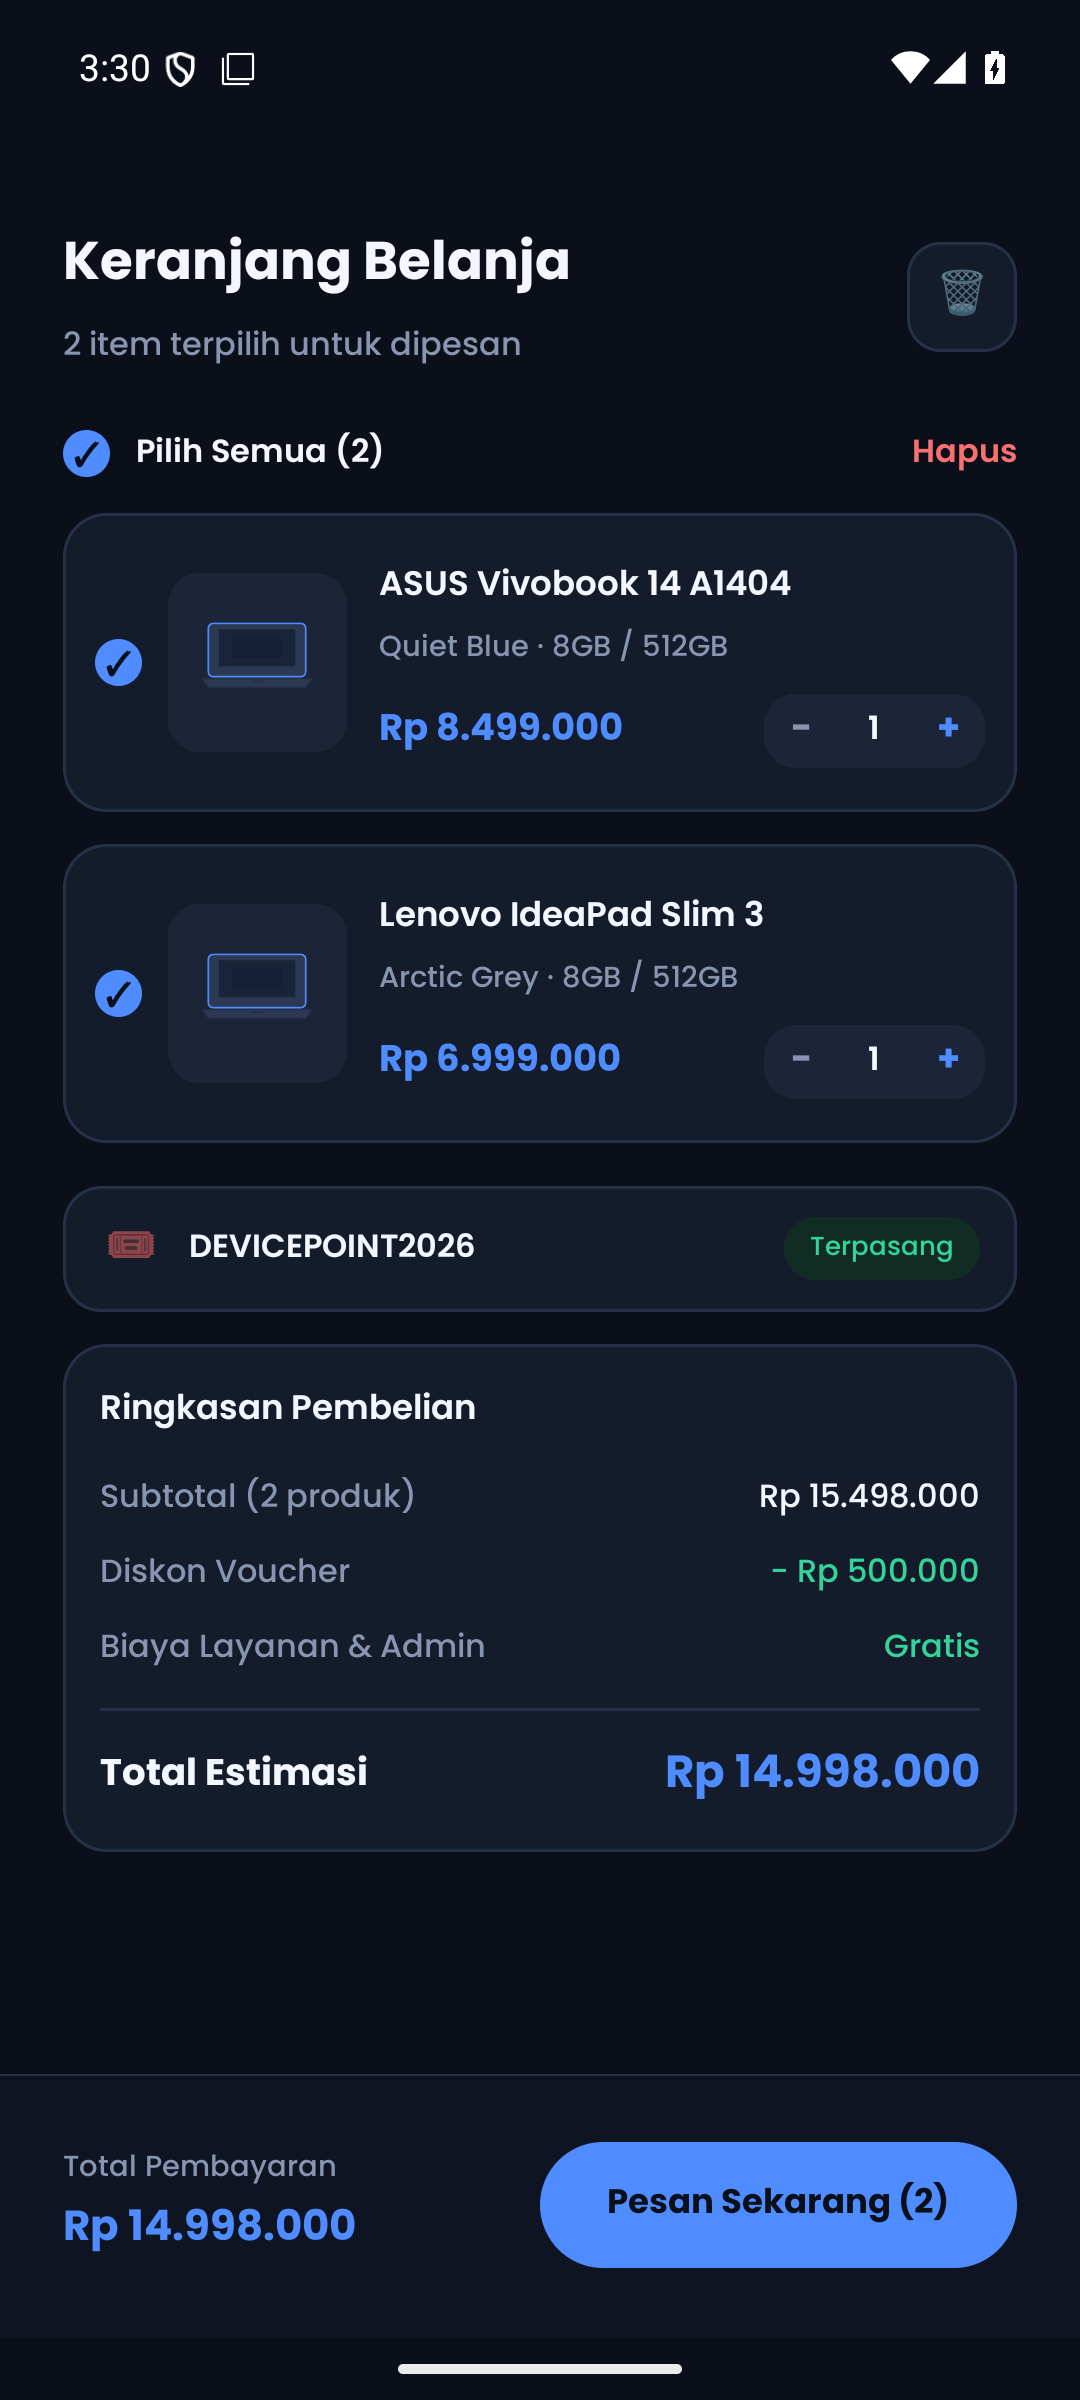 3:30
Keranjang Belanja
2 item terpilih untuk dipesan
✓ Pilih Semua (2) Hapus
ASUS Vivobook 14 A1404
Quiet Blue · 8GB / 512GB
Rp 8.499.000 − 1 +
Lenovo IdeaPad Slim 3
Arctic Grey · 8GB / 512GB
Rp 6.999.000 − 1 +
DEVICEPOINT2026 Terpasang
Ringkasan Pembelian
Subtotal (2 produk) Rp 15.498.000
Diskon Voucher - Rp 500.000
Biaya Layanan & Admin Gratis
Total Estimasi Rp 14.998.000
Total Pembayaran
Rp 14.998.000
Pesan Sekarang (2)